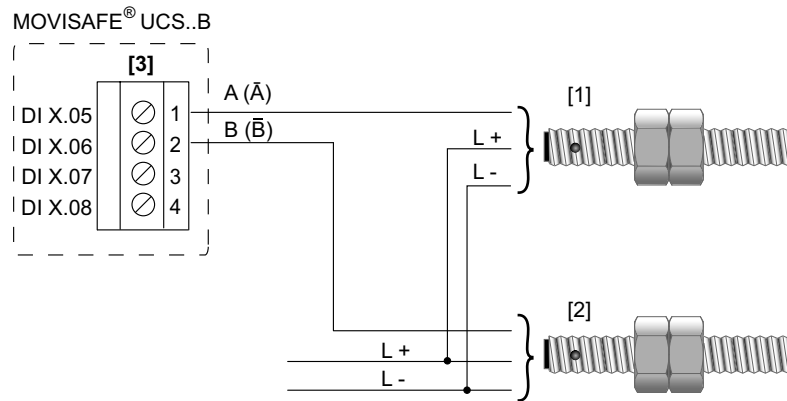 MOVISAFE® UCS..B
[3]
DI X.05 1 A (Ā)
DI X.06 2 B (B̄)
DI X.07 3
DI X.08 4
[1]
L +
L -
[2]
L +
L -